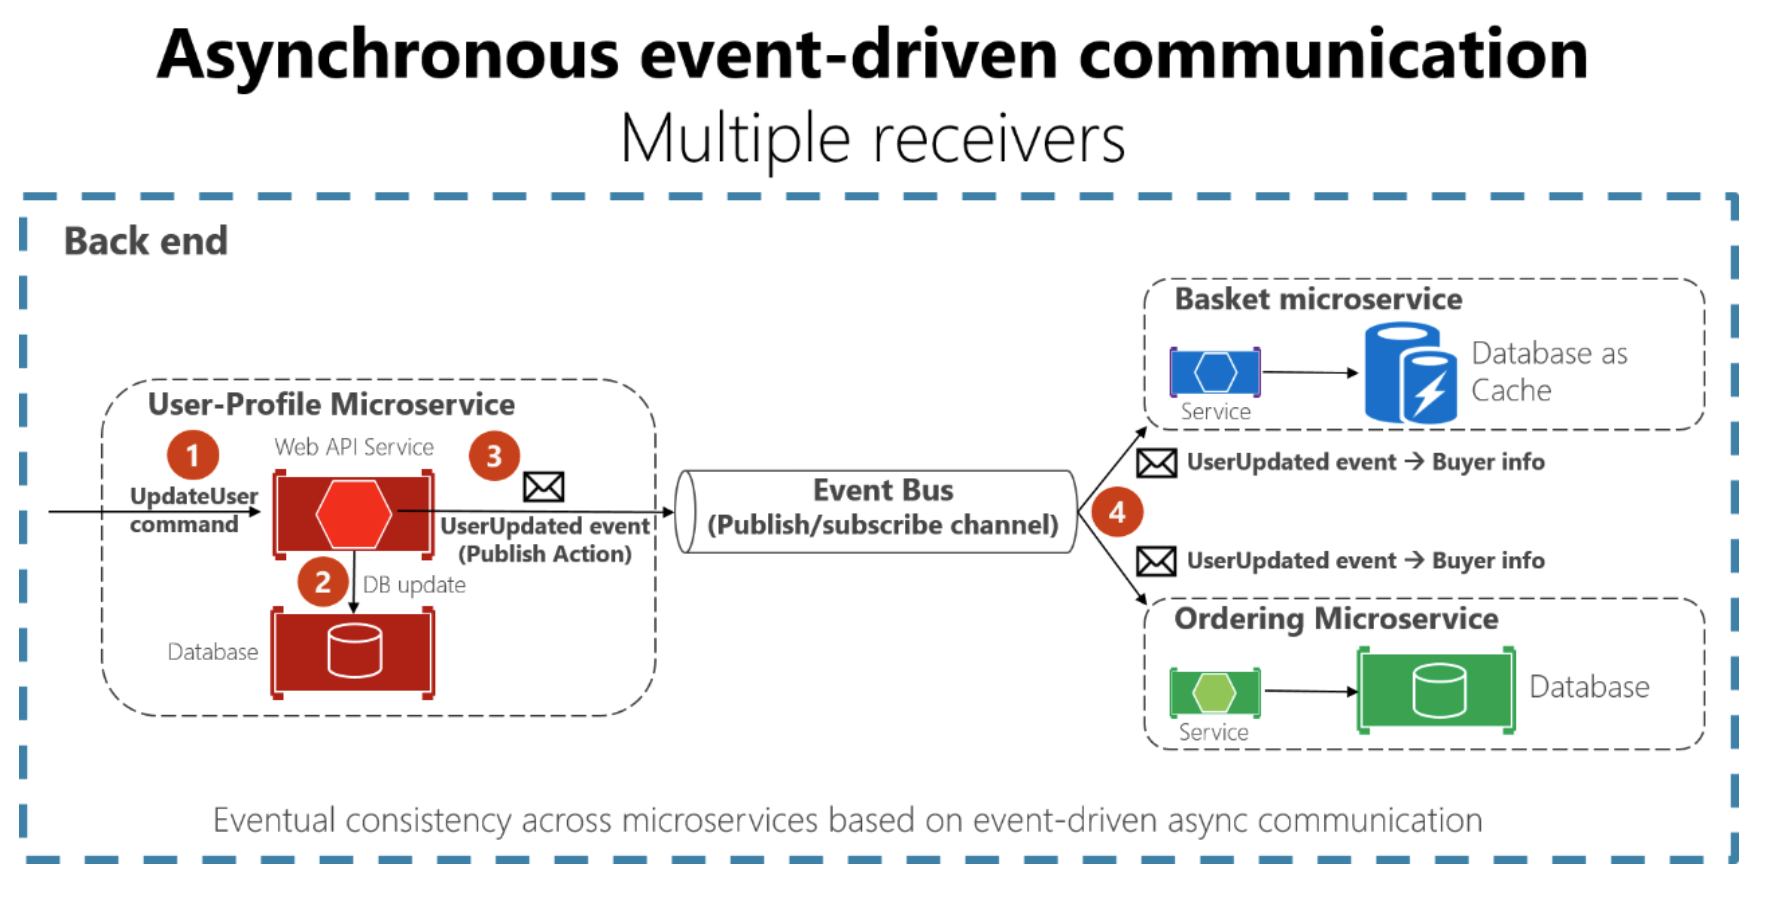 Asynchronous event-driven communication
Multiple receivers
Back end
User-Profile Microservice
1
Web API Service
3
UpdateUser
command
UserUpdated event
(Publish Action)
2
DB update
Database
Event Bus
(Publish/subscribe channel)
4
Basket microservice
Database as
Cache
Service
UserUpdated event → Buyer info
UserUpdated event → Buyer info
Ordering Microservice
Database
Service
Eventual consistency across microservices based on event-driven async communication